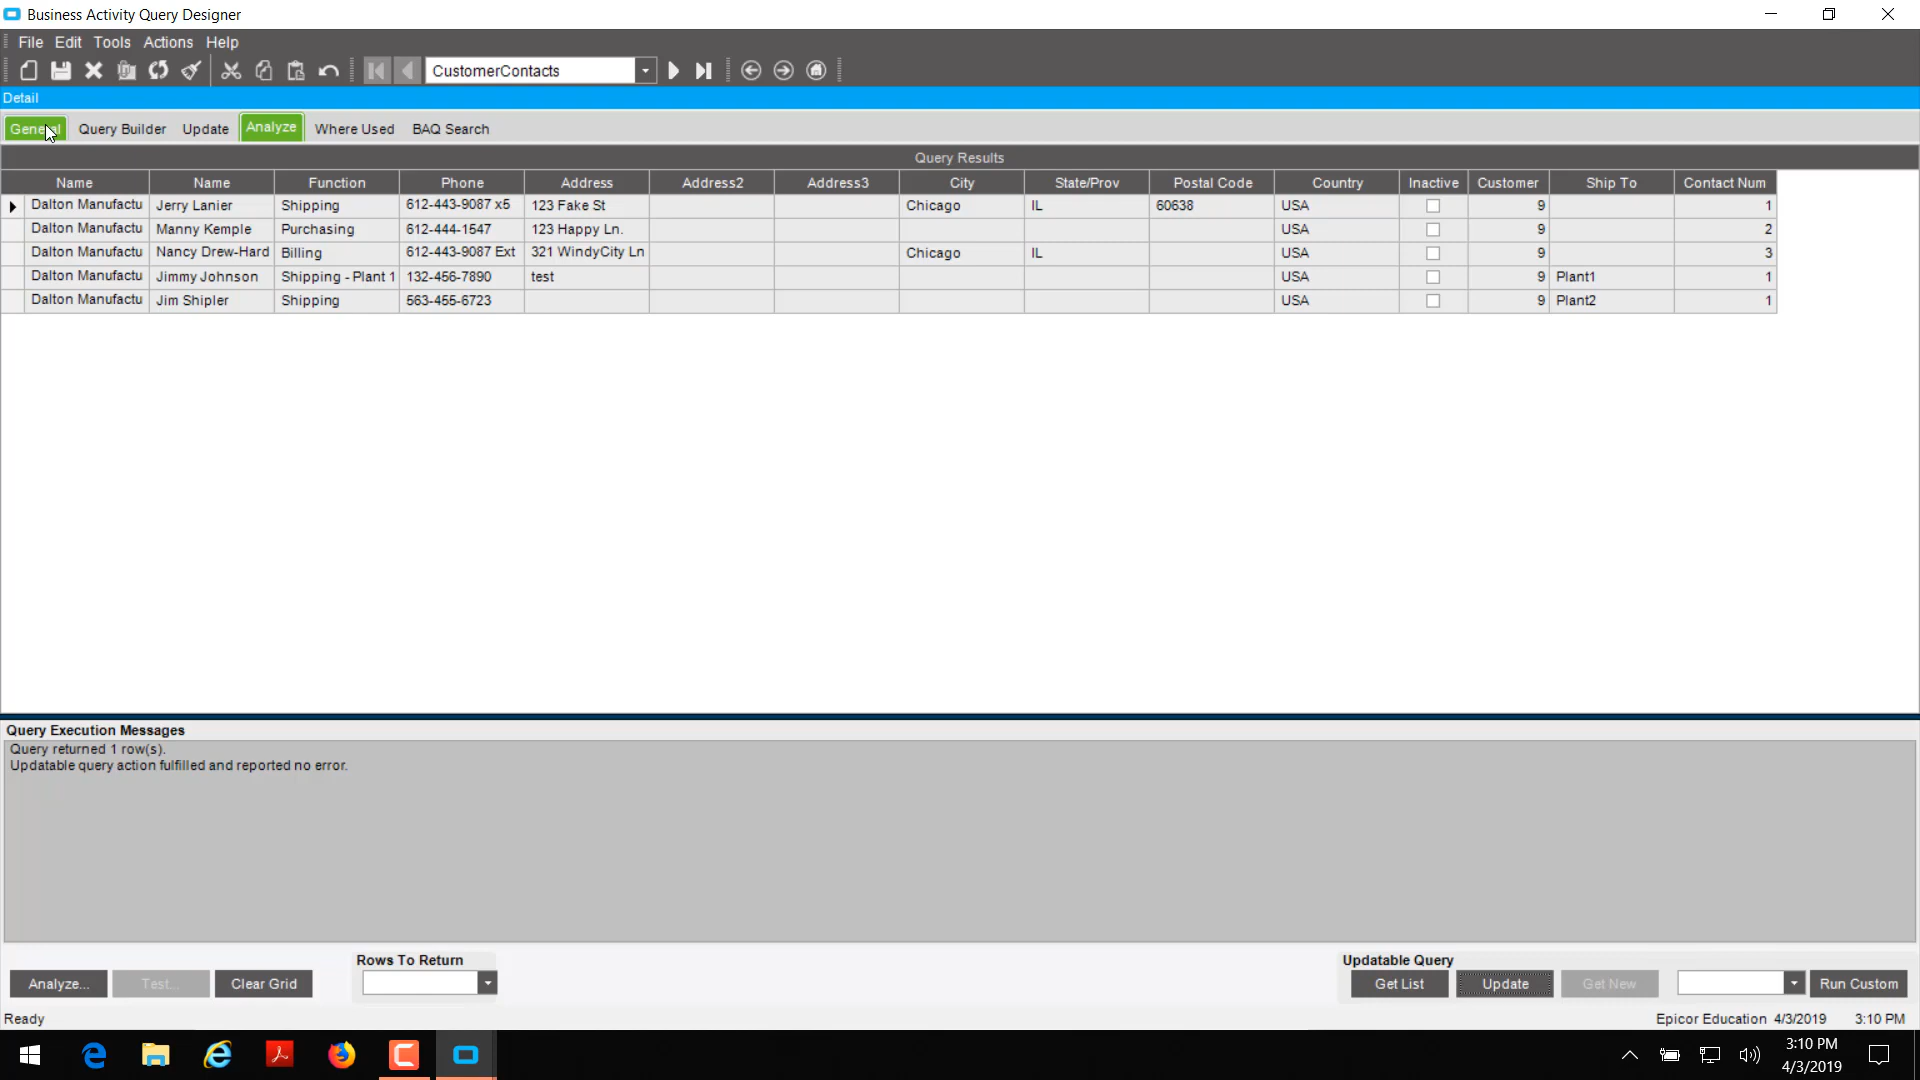 Business Activity Query Designer
File Edit Tools Actions Help
CustomerContacts
Detail
General Query Builder Update Analyze Where Used BAQ Search
Query Results
Name Name Function Phone Address Address2 Address3 City State/Prov Postal Code Country Inactive Customer Ship To Contact Num
Dalton Manufactu Jerry Lanier Shipping 612-443-9087 x5 123 Fake St Chicago IL 60638 USA 9 1
Dalton Manufactu Manny Kemple Purchasing 612-444-1547 123 Happy Ln. USA 9 2
Dalton Manufactu Nancy Drew-Hard Billing 612-443-9087 Ext 321 WindyCity Ln Chicago IL USA 9 3
Dalton Manufactu Jimmy Johnson Shipping - Plant 1 132-456-7890 test USA 9 Plant1 1
Dalton Manufactu Jim Shipler Shipping 563-455-6723 USA 9 Plant2 1
Query Execution Messages
Query returned 1 row(s).
Updatable query action fulfilled and reported no error.
Rows To Return Updatable Query
Analyze... Test... Clear Grid Get List Update Get New Run Custom
Ready Epicor Education 4/3/2019 3:10 PM
3:10 PM
4/3/2019